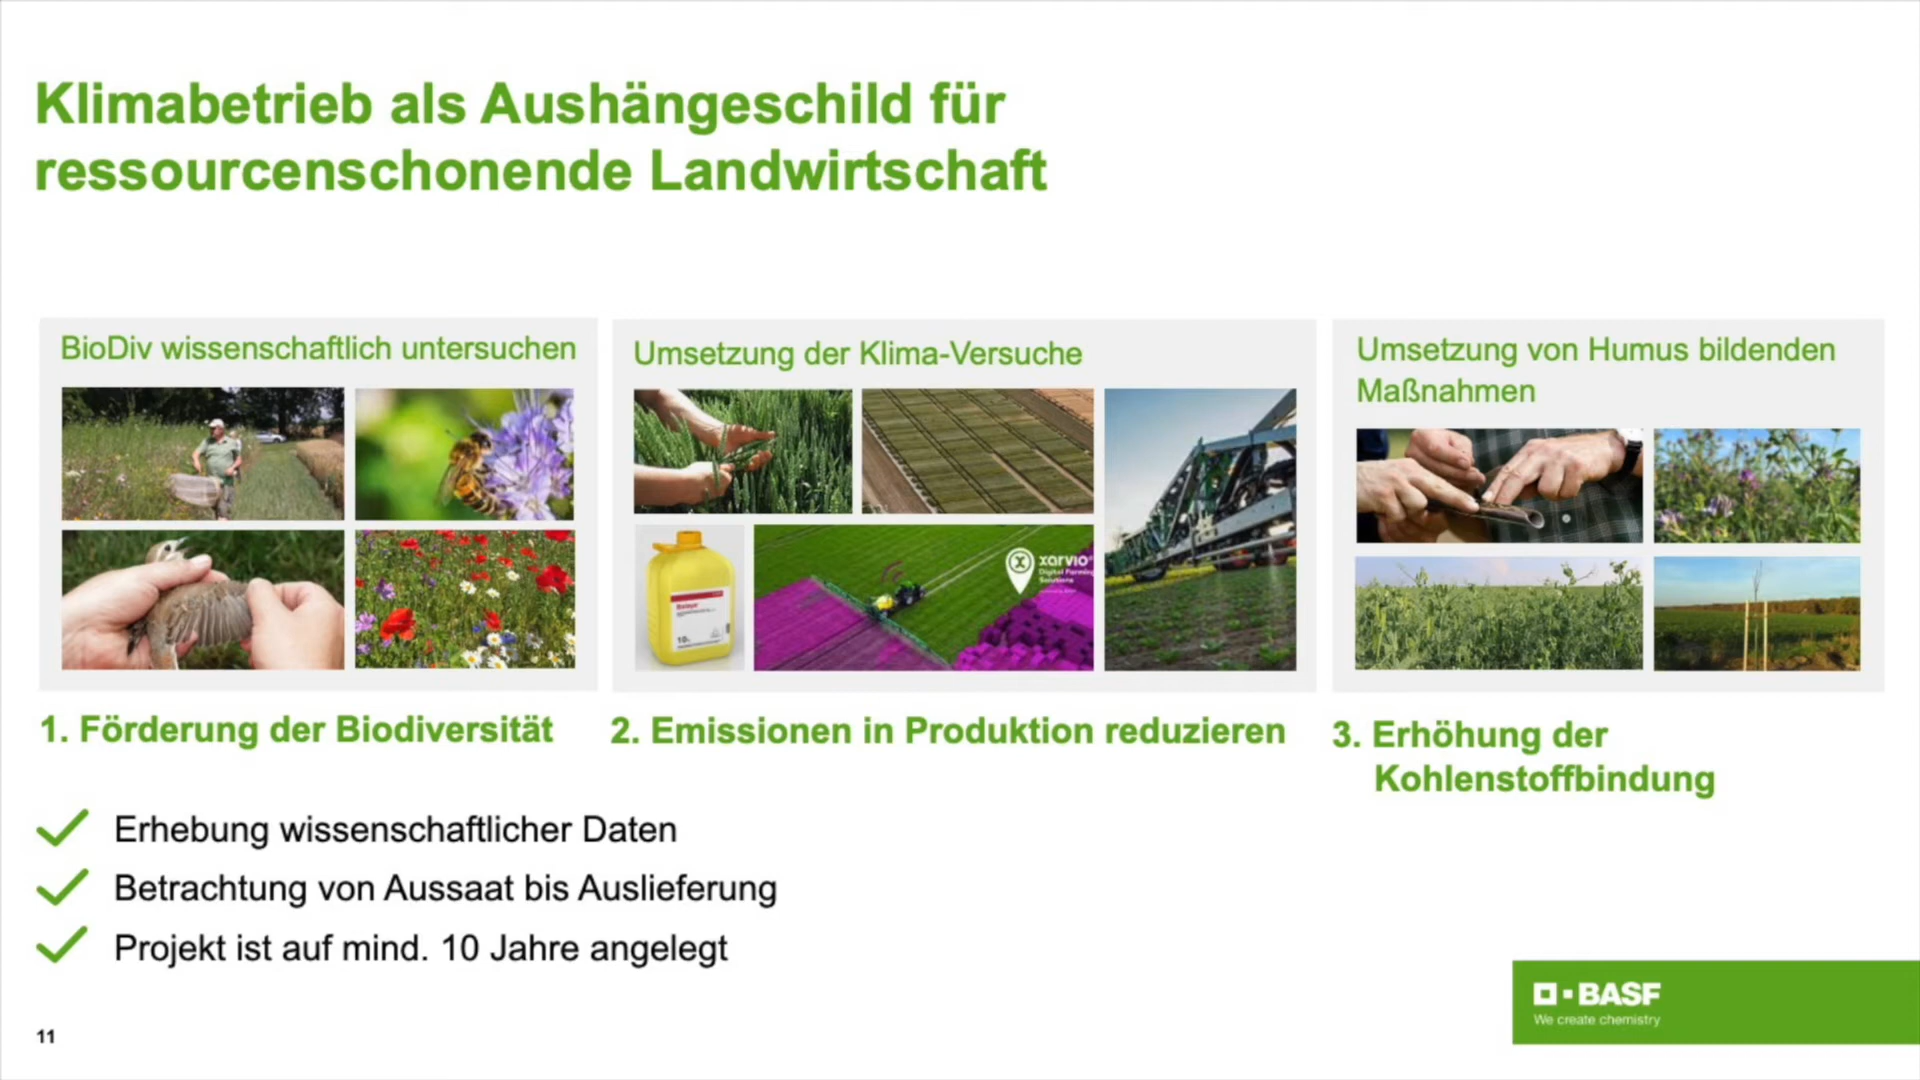 Klimabetrieb als Aushängeschild für
ressourcenschonende Landwirtschaft
BioDiv wissenschaftlich untersuchen
Umsetzung der Klima-Versuche
xarvio
Digital Farming
Solutions
10L
Umsetzung von Humus bildenden
Maßnahmen
1. Förderung der Biodiversität
2. Emissionen in Produktion reduzieren
3. Erhöhung der
Kohlenstoffbindung
Erhebung wissenschaftlicher Daten
Betrachtung von Aussaat bis Auslieferung
Projekt ist auf mind. 10 Jahre angelegt
11
BASF
We create chemistry